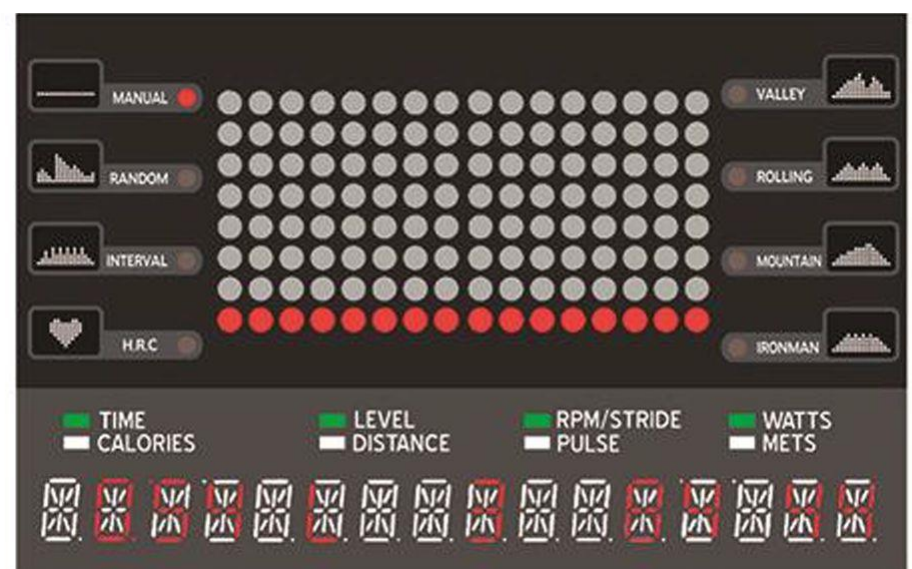 MANUAL
RANDOM
INTERVAL
H.R.C
VALLEY
ROLLING
MOUNTAIN
IRONMAN
TIME LEVEL RPM/STRIDE WATTS
CALORIES DISTANCE PULSE METS